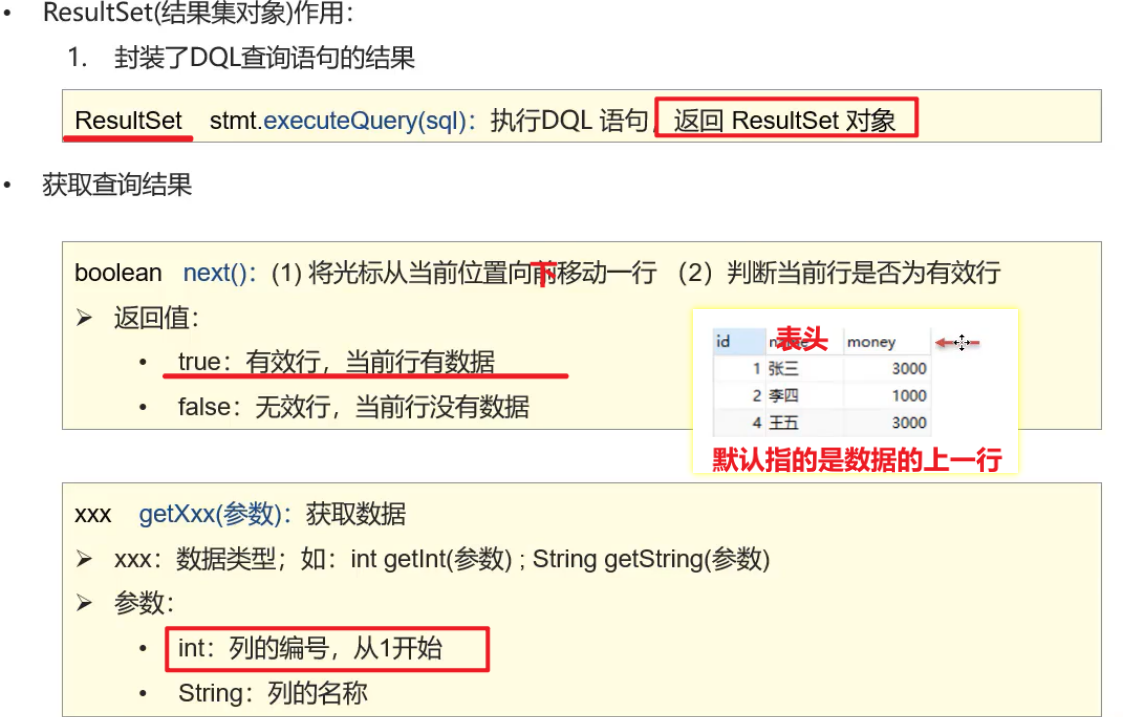 • ResultSet(结果集对象)作用：
1. 封装了DQL查询语句的结果
ResultSet stmt.executeQuery(sql)：执行DQL 语句，返回 ResultSet 对象
• 获取查询结果
boolean next()：(1) 将光标从当前位置向前下移动一行 （2）判断当前行是否为有效行
➢ 返回值：
• true：有效行，当前行有数据
• false：无效行，当前行没有数据
id name money
表头
1 张三 3000
2 李四 1000
4 王五 3000
默认指的是数据的上一行
xxx getXxx(参数)：获取数据
➢ xxx：数据类型；如：int getInt(参数) ; String getString(参数)
➢ 参数：
• int：列的编号，从1开始
• String：列的名称